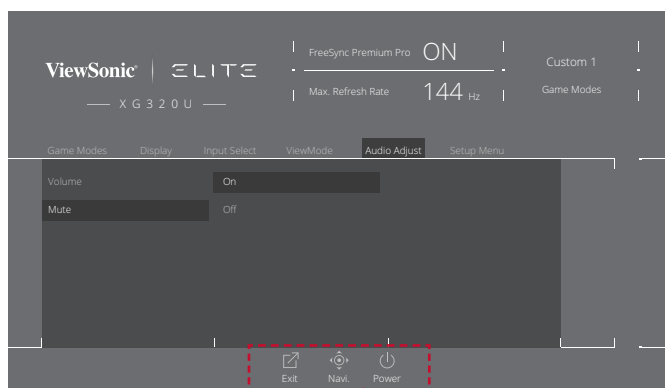 ViewSonic® | ELITE
XG320U
FreeSync Premium Pro ON
Max. Refresh Rate 144 Hz
Custom 1
Game Modes
Game Modes Display Input Select ViewMode Audio Adjust Setup Menu
Volume On
Mute Off
Exit Navi. Power